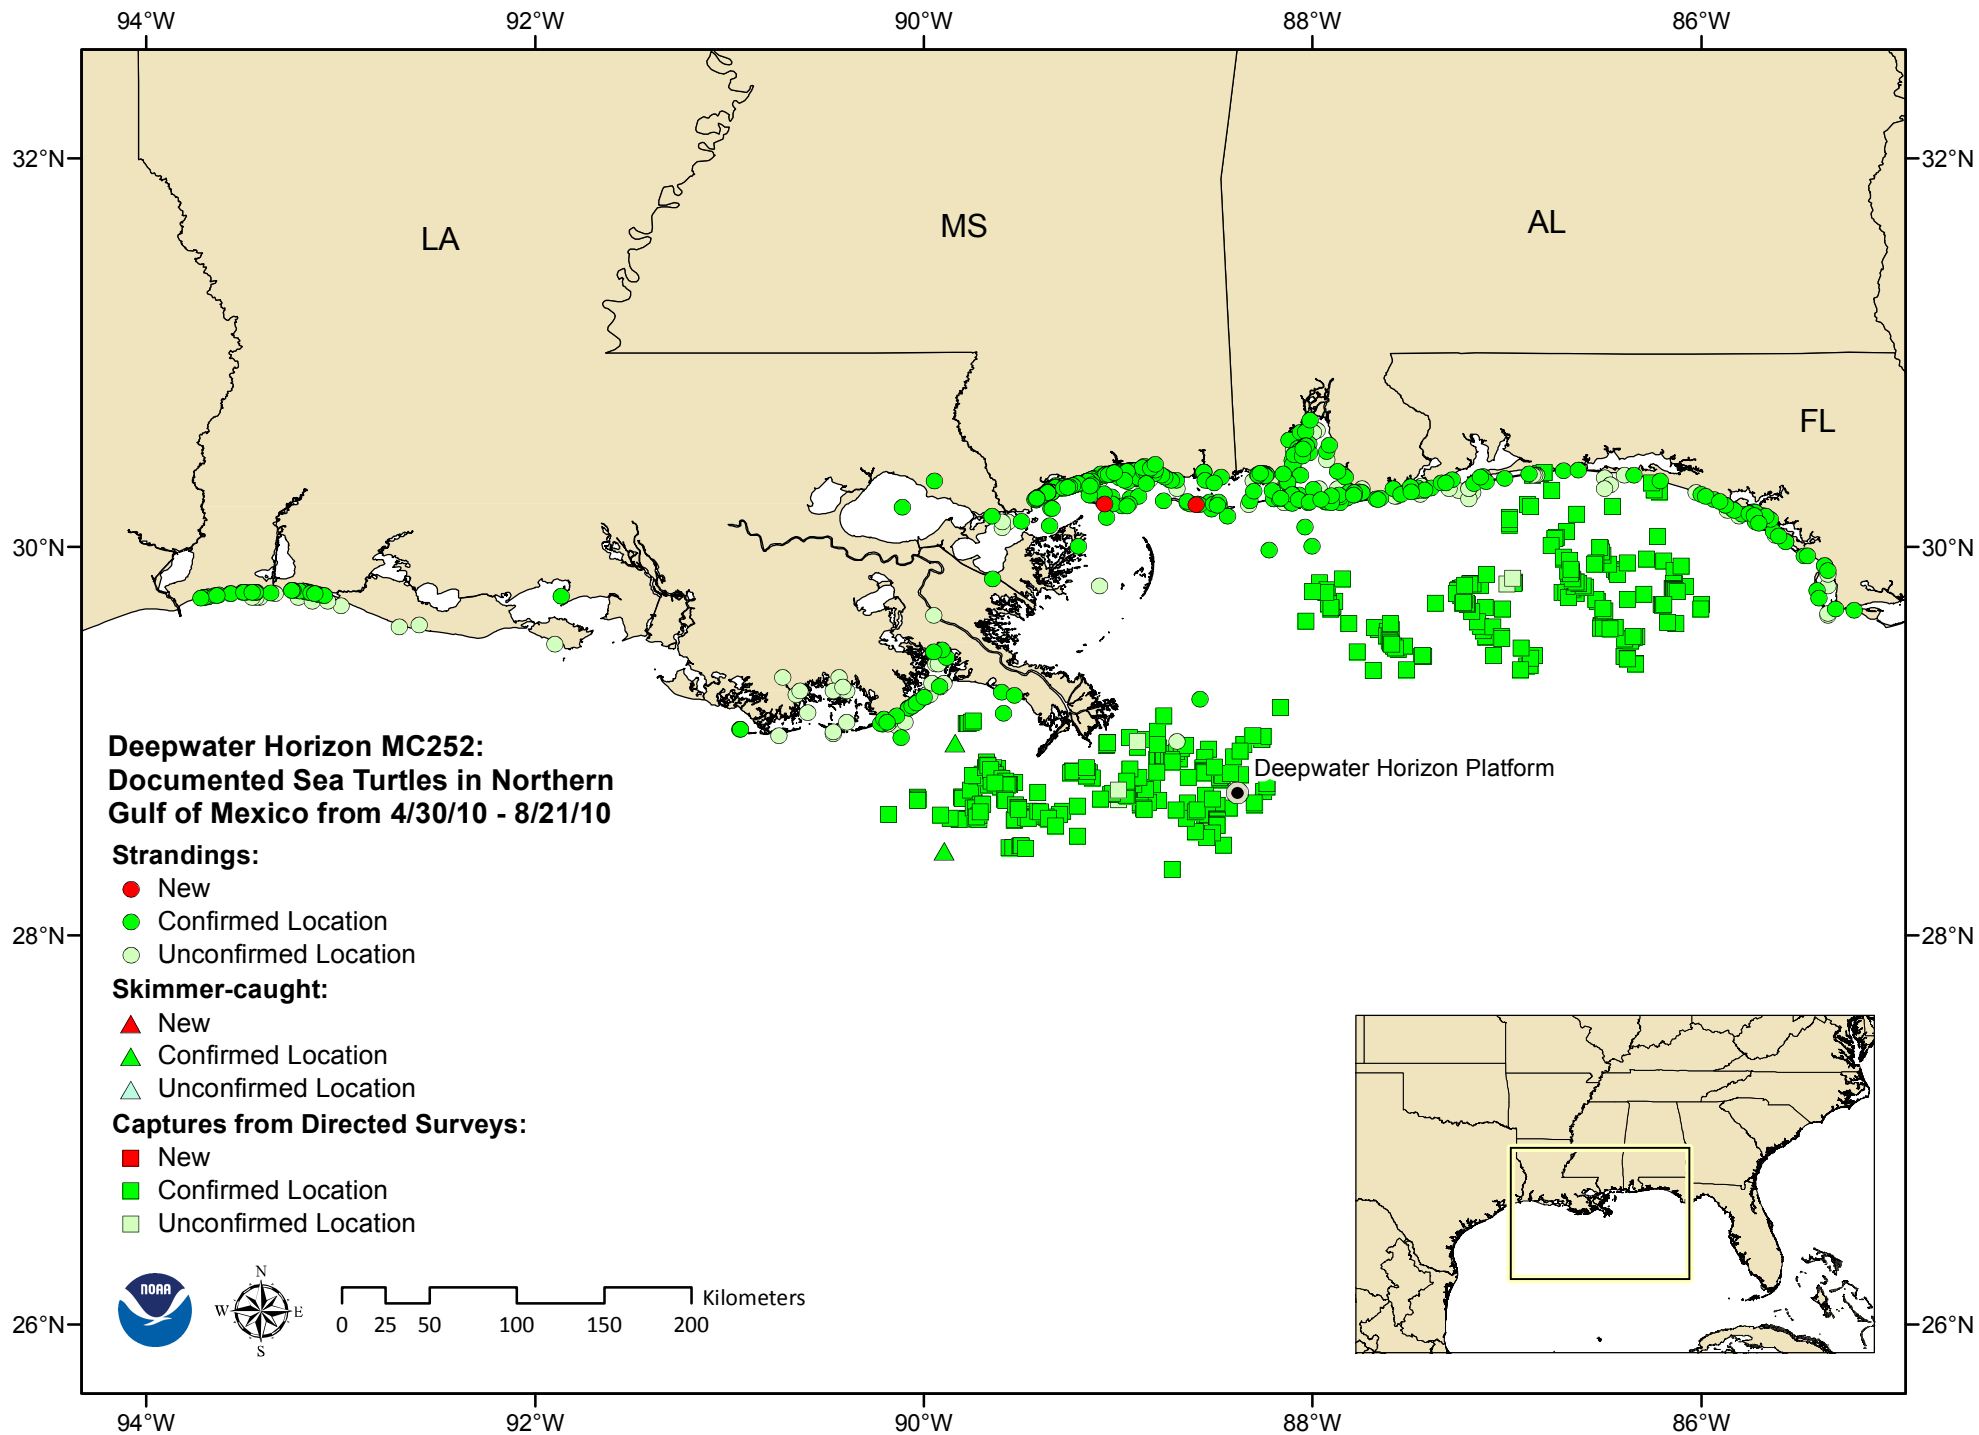 94°W 92°W 90°W 88°W 86°W
32°N 32°N
LA MS AL
FL
30°N 30°N
Deepwater Horizon Platform
Deepwater Horizon MC252:
Documented Sea Turtles in Northern
Gulf of Mexico from 4/30/10 - 8/21/10
Strandings:
New
Confirmed Location
Unconfirmed Location
28°N 28°N
Skimmer-caught:
New
Confirmed Location
Unconfirmed Location
Captures from Directed Surveys:
New
Confirmed Location
Unconfirmed Location
NOAA
N
W E
S
Kilometers
0 25 50 100 150 200
26°N 26°N
94°W 92°W 90°W 88°W 86°W